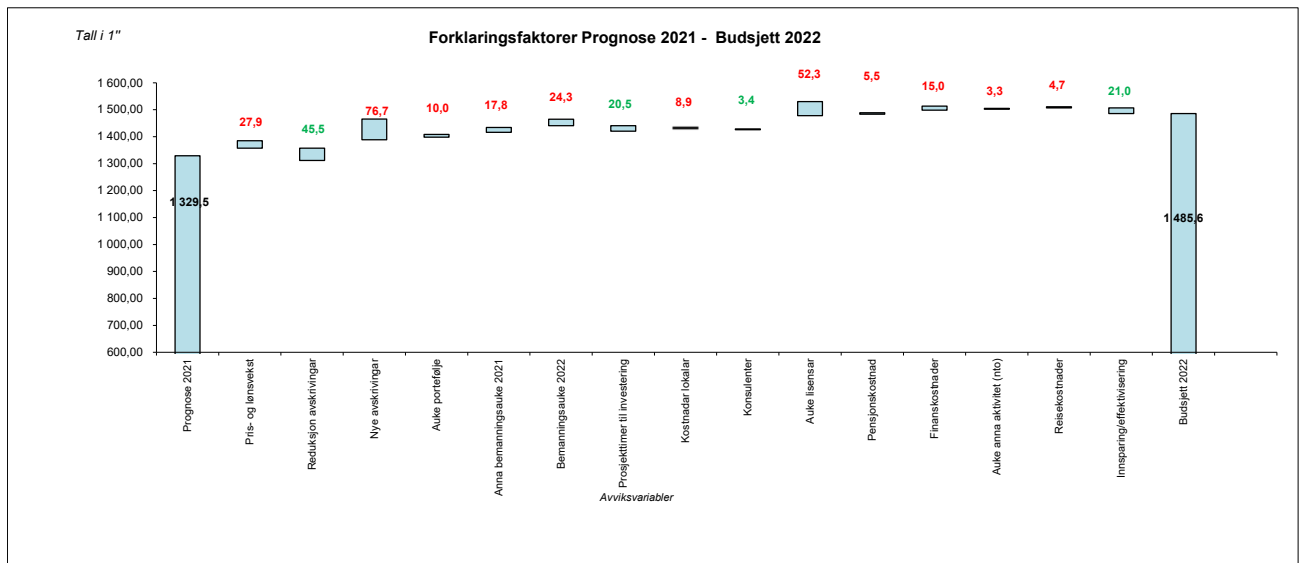 Tall i 1"
Forklaringsfaktorer Prognose 2021 - Budsjett 2022
1 600,00
1 500,00
1 400,00
1 300,00
1 200,00
1 100,00
1 000,00
900,00
800,00
700,00
600,00
1 329,5
27,9
45,5
76,7
10,0
17,8
24,3
20,5
8,9
3,4
52,3
5,5
15,0
3,3
4,7
21,0
1 485,6
Prognose 2021
Pris- og lønsvekst
Reduksjon avskrivingar
Nye avskrivingar
Auke portefølje
Anna bemanningsauke 2021
Bemanningsauke 2022
Prosjekttimer til investering
Kostnadar lokalar
Konsulenter
Auke lisensar
Pensjonskostnad
Finanskostnader
Auke anna aktivitet (nto)
Reisekostnader
Innsparing/effektivisering
Budsjett 2022
Avviksvariabler